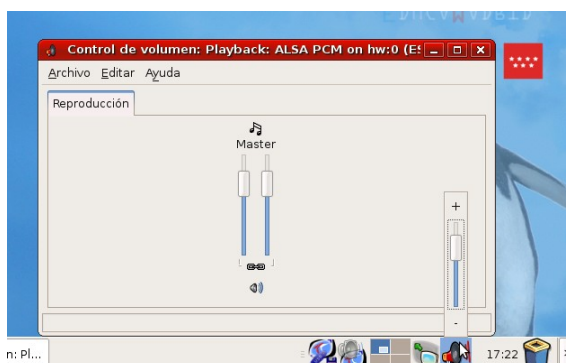 Control de volumen: Playback: ALSA PCM on hw:0 (E
Archivo Editar Ayuda
Reproducción
Master
+
-
n: Pl...
17:22